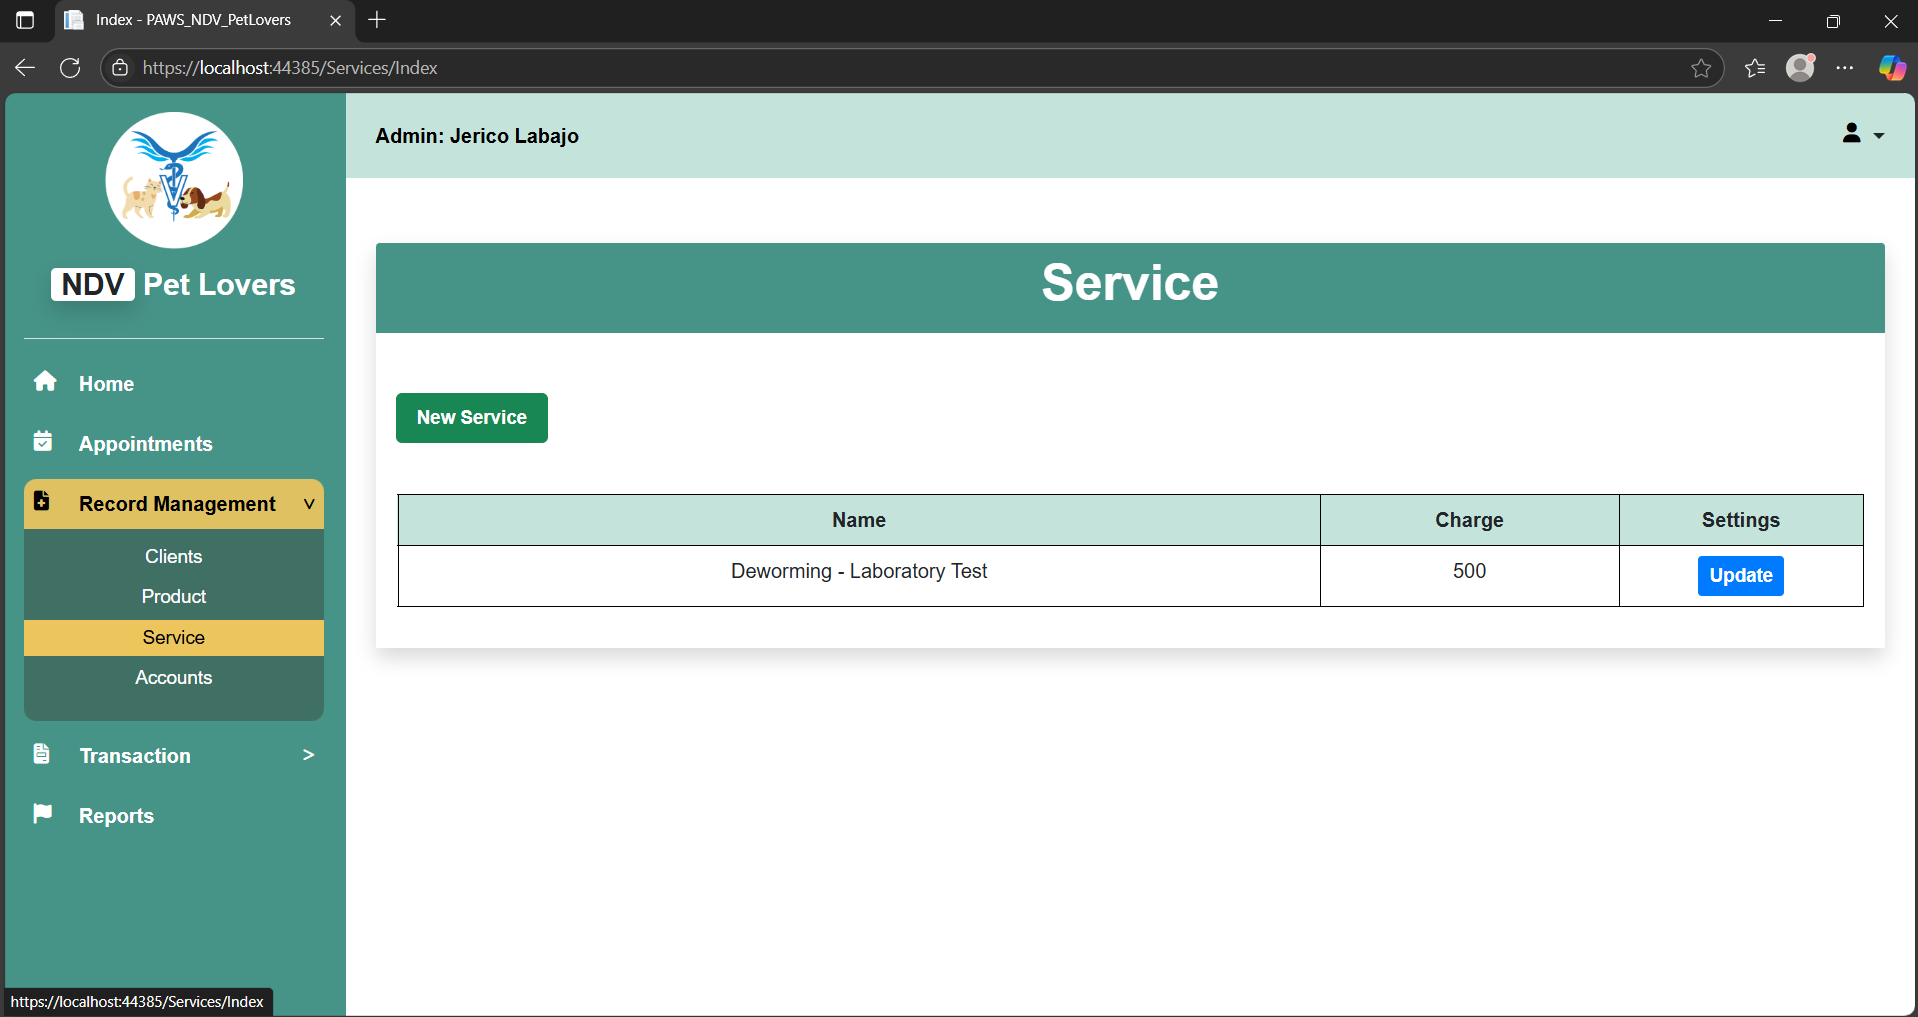 Index - PAWS_NDV_PetLovers
https://localhost:44385/Services/Index
NDV Pet Lovers
Home
Appointments
Record Management v
Clients
Product
Service
Accounts
Transaction >
Reports
Admin: Jerico Labajo
Service
New Service
Name Charge Settings
Deworming - Laboratory Test 500 Update
https://localhost:44385/Services/Index